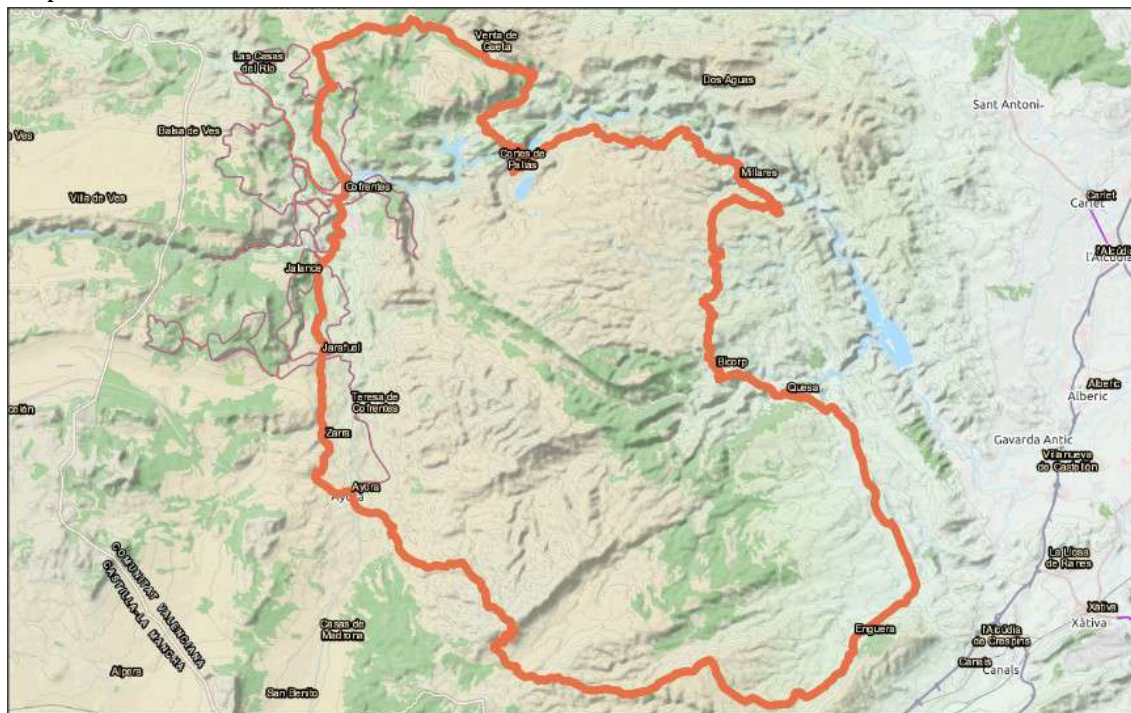 Venta de
Gaeta
Las Casas
del Río
Dos Aguas
Sant Antoni
Ves
Balsa de Ves
Cortes de
Pallás
Millares
Cofrentes
Villa de Ves
Carlet
Carlet
l'Alcúdia
l'Alcúdia
Jalance
Jarafuel
Bicorp
Quesa
Alberic
Alberic
Teresa de
Cofrentes
Zarra
Gavarda Antic
Villanueva
de Castellón
Ayora
Ayora
COMUNITAT VALENCIANA
CASTILLA-LA MANCHA
La Llosa
de Ranes
Xàtiva
Xàtiva
Casas de
Madrona
Enguera
l'Alcúdia
de Crespins
Canals
Canals
Alpera
San Benito